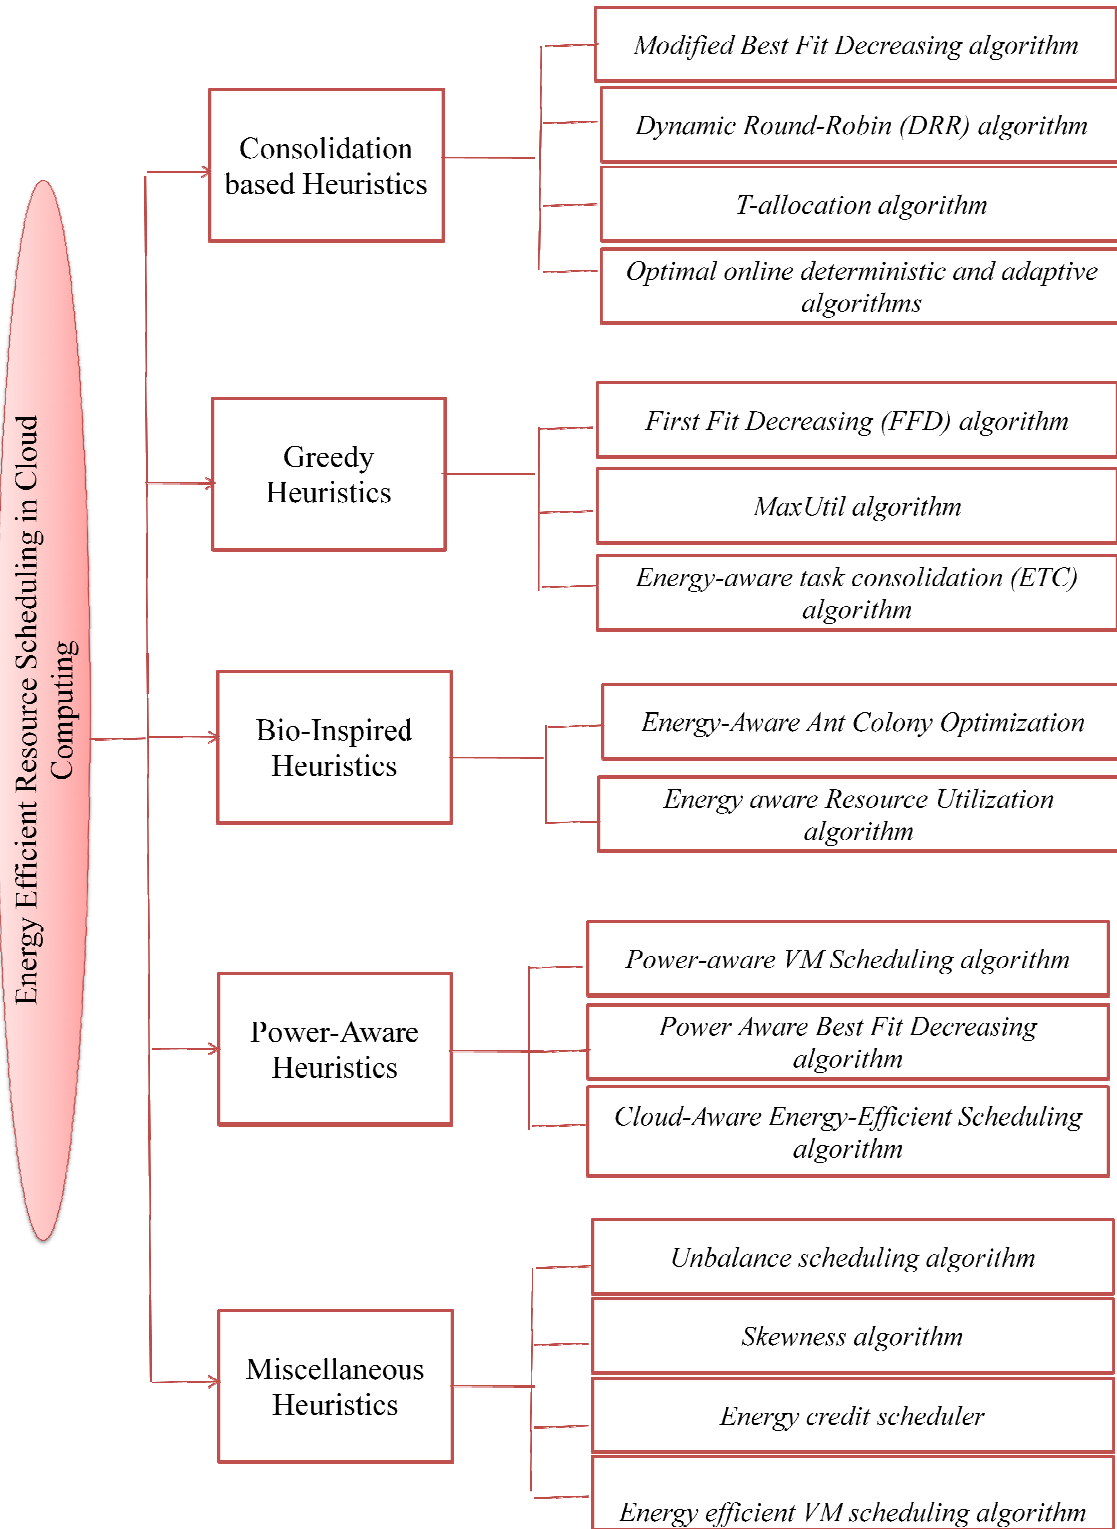 Energy Efficient Resource Scheduling in Cloud
Computing
Consolidation
based Heuristics
Modified Best Fit Decreasing algorithm
Dynamic Round-Robin (DRR) algorithm
T-allocation algorithm
Optimal online deterministic and adaptive
algorithms
Greedy
Heuristics
First Fit Decreasing (FFD) algorithm
MaxUtil algorithm
Energy-aware task consolidation (ETC)
algorithm
Bio-Inspired
Heuristics
Energy-Aware Ant Colony Optimization
Energy aware Resource Utilization
algorithm
Power-Aware
Heuristics
Power-aware VM Scheduling algorithm
Power Aware Best Fit Decreasing
algorithm
Cloud-Aware Energy-Efficient Scheduling
algorithm
Miscellaneous
Heuristics
Unbalance scheduling algorithm
Skewness algorithm
Energy credit scheduler
Energy efficient VM scheduling algorithm